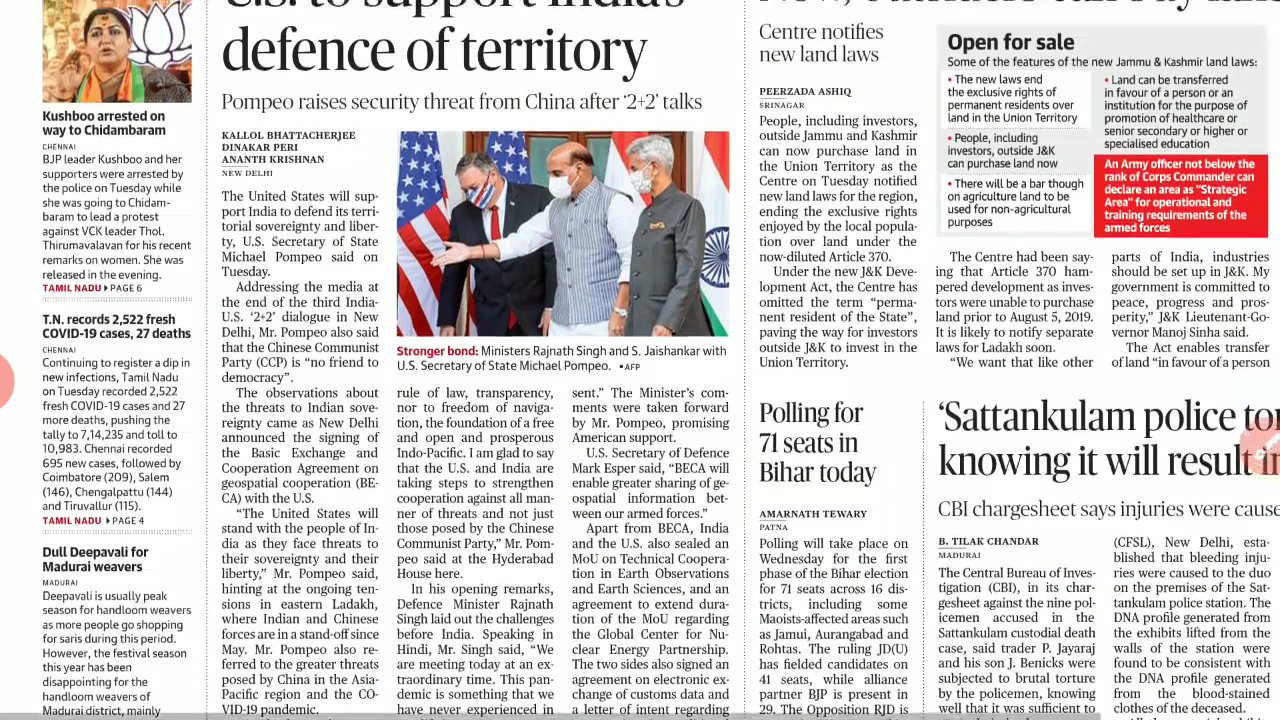 Kushboo arrested on
way to Chidambaram
CHENNAI
BJP leader Kushboo and her
supporters were arrested by
the police on Tuesday while
she was going to Chidam-
baram to lead a protest
against VCK leader Thol.
Thirumavalavan for his recent
remarks on women. She was
released in the evening.
TAMIL NADU PAGE 6
T.N. records 2,522 fresh
COVID-19 cases, 27 deaths
CHENNAI
Continuing to register a dip in
new infections, Tamil Nadu
on Tuesday recorded 2,522
fresh COVID-19 cases and 27
more deaths, pushing the
tally to 7,14,235 and toll to
10,983. Chennai recorded
695 new cases, followed by
Coimbatore (209), Salem
(146), Chengalpattu (144)
and Tiruvallur (115).
TAMIL NADU PAGE 4
Dull Deepavali for
Madurai weavers
MADURAI
Deepavali is usually peak
season for handloom weavers
as more people go shopping
for saris during this period.
However, the festival season
this year has been
disappointing for the
handloom weavers of
Madurai district, mainly
U.S. to support India's
defence of territory
Pompeo raises security threat from China after ‘2+2’ talks
KALLOL BHATTACHERJEE
DINAKAR PERI
ANANTH KRISHNAN
NEW DELHI
The United States will sup-
port India to defend its terri-
torial sovereignty and liber-
ty, U.S. Secretary of State
Michael Pompeo said on
Tuesday.
Addressing the media at
the end of the third India-
U.S. ‘2+2’ dialogue in New
Delhi, Mr. Pompeo also said
that the Chinese Communist
Party (CCP) is “no friend to
democracy”.
The observations about
the threats to Indian sove-
reignty came as New Delhi
announced the signing of
the Basic Exchange and
Cooperation Agreement on
geospatial cooperation (BE-
CA) with the U.S.
“The United States will
stand with the people of In-
dia as they face threats to
their sovereignty and their
liberty,” Mr. Pompeo said,
hinting at the ongoing ten-
sions in eastern Ladakh,
where Indian and Chinese
forces are in a stand-off since
May. Mr. Pompeo also re-
ferred to the greater threats
posed by China in the Asia-
Pacific region and the CO-
VID-19 pandemic.
Stronger bond: Ministers Rajnath Singh and S. Jaishankar with
U.S. Secretary of State Michael Pompeo. ▪AFP
rule of law, transparency,
nor to freedom of naviga-
tion, the foundation of a free
and open and prosperous
Indo-Pacific. I am glad to say
that the U.S. and India are
taking steps to strengthen
cooperation against all man-
ner of threats and not just
those posed by the Chinese
Communist Party,” Mr. Pom-
peo said at the Hyderabad
House here.
In his opening remarks,
Defence Minister Rajnath
Singh laid out the challenges
before India. Speaking in
Hindi, Mr. Singh said, “We
are meeting today at an ex-
traordinary time. This pan-
demic is something that we
have never experienced in
sent.” The Minister's com-
ments were taken forward
by Mr. Pompeo, promising
American support.
U.S. Secretary of Defence
Mark Esper said, “BECA will
enable greater sharing of ge-
ospatial information bet-
ween our armed forces.”
Apart from BECA, India
and the U.S. also sealed an
MoU on Technical Coopera-
tion in Earth Observations
and Earth Sciences, and an
agreement to extend dura-
tion of the MoU regarding
the Global Center for Nu-
clear Energy Partnership.
The two sides also signed an
agreement on electronic ex-
change of customs data and
a letter of intent regarding
Centre notifies
new land laws
PEERZADA ASHIQ
SRINAGAR
People, including investors,
outside Jammu and Kashmir
can now purchase land in
the Union Territory as the
Centre on Tuesday notified
new land laws for the region,
ending the exclusive rights
enjoyed by the local popula-
tion over land under the
now-diluted Article 370.
Under the new J&K Deve-
lopment Act, the Centre has
omitted the term “perma-
nent resident of the State”,
paving the way for investors
outside J&K to invest in the
Union Territory.
Open for sale
Some of the features of the new Jammu & Kashmir land laws:
• The new laws end
the exclusive rights of
permanent residents over
land in the Union Territory
• People, including
investors, outside J&K
can purchase land now
• There will be a bar though
on agriculture land to be
used for non-agricultural
purposes
• Land can be transferred
in favour of a person or an
institution for the purpose of
promotion of healthcare or
senior secondary or higher or
specialised education
An Army officer not below the
rank of Corps Commander can
declare an area as "Strategic
Area" for operational and
training requirements of the
armed forces
The Centre had been say-
ing that Article 370 ham-
pered development as inves-
tors were unable to purchase
land prior to August 5, 2019.
It is likely to notify separate
laws for Ladakh soon.
“We want that like other
parts of India, industries
should be set up in J&K. My
government is committed to
peace, progress and pros-
perity,” J&K Lieutenant-Go-
vernor Manoj Sinha said.
The Act enables transfer
of land “in favour of a person
Polling for
71 seats in
Bihar today
AMARNATH TEWARY
PATNA
Polling will take place on
Wednesday for the first
phase of the Bihar election
for 71 seats across 16 dis-
tricts, including some
Maoists-affected areas such
as Jamui, Aurangabad and
Rohtas. The ruling JD(U)
has fielded candidates on
41 seats, while alliance
partner BJP is present in
29. The Opposition RJD is
‘Sattankulam police to
knowing it will result
CBI chargesheet says injuries were cause
B. TILAK CHANDAR
MADURAI
The Central Bureau of Inves-
tigation (CBI), in its char-
gesheet against the nine pol-
icemen accused in the
Sattankulam custodial death
case, said trader P. Jayaraj
and his son J. Benicks were
subjected to brutal torture
by the policemen, knowing
well that it was sufficient to
(CFSL), New Delhi, esta-
blished that bleeding inju-
ries were caused to the duo
on the premises of the Sat-
tankulam police station. The
DNA profile generated from
the exhibits lifted from the
walls of the station were
found to be consistent with
the DNA profile generated
from the blood-stained
clothes of the deceased.